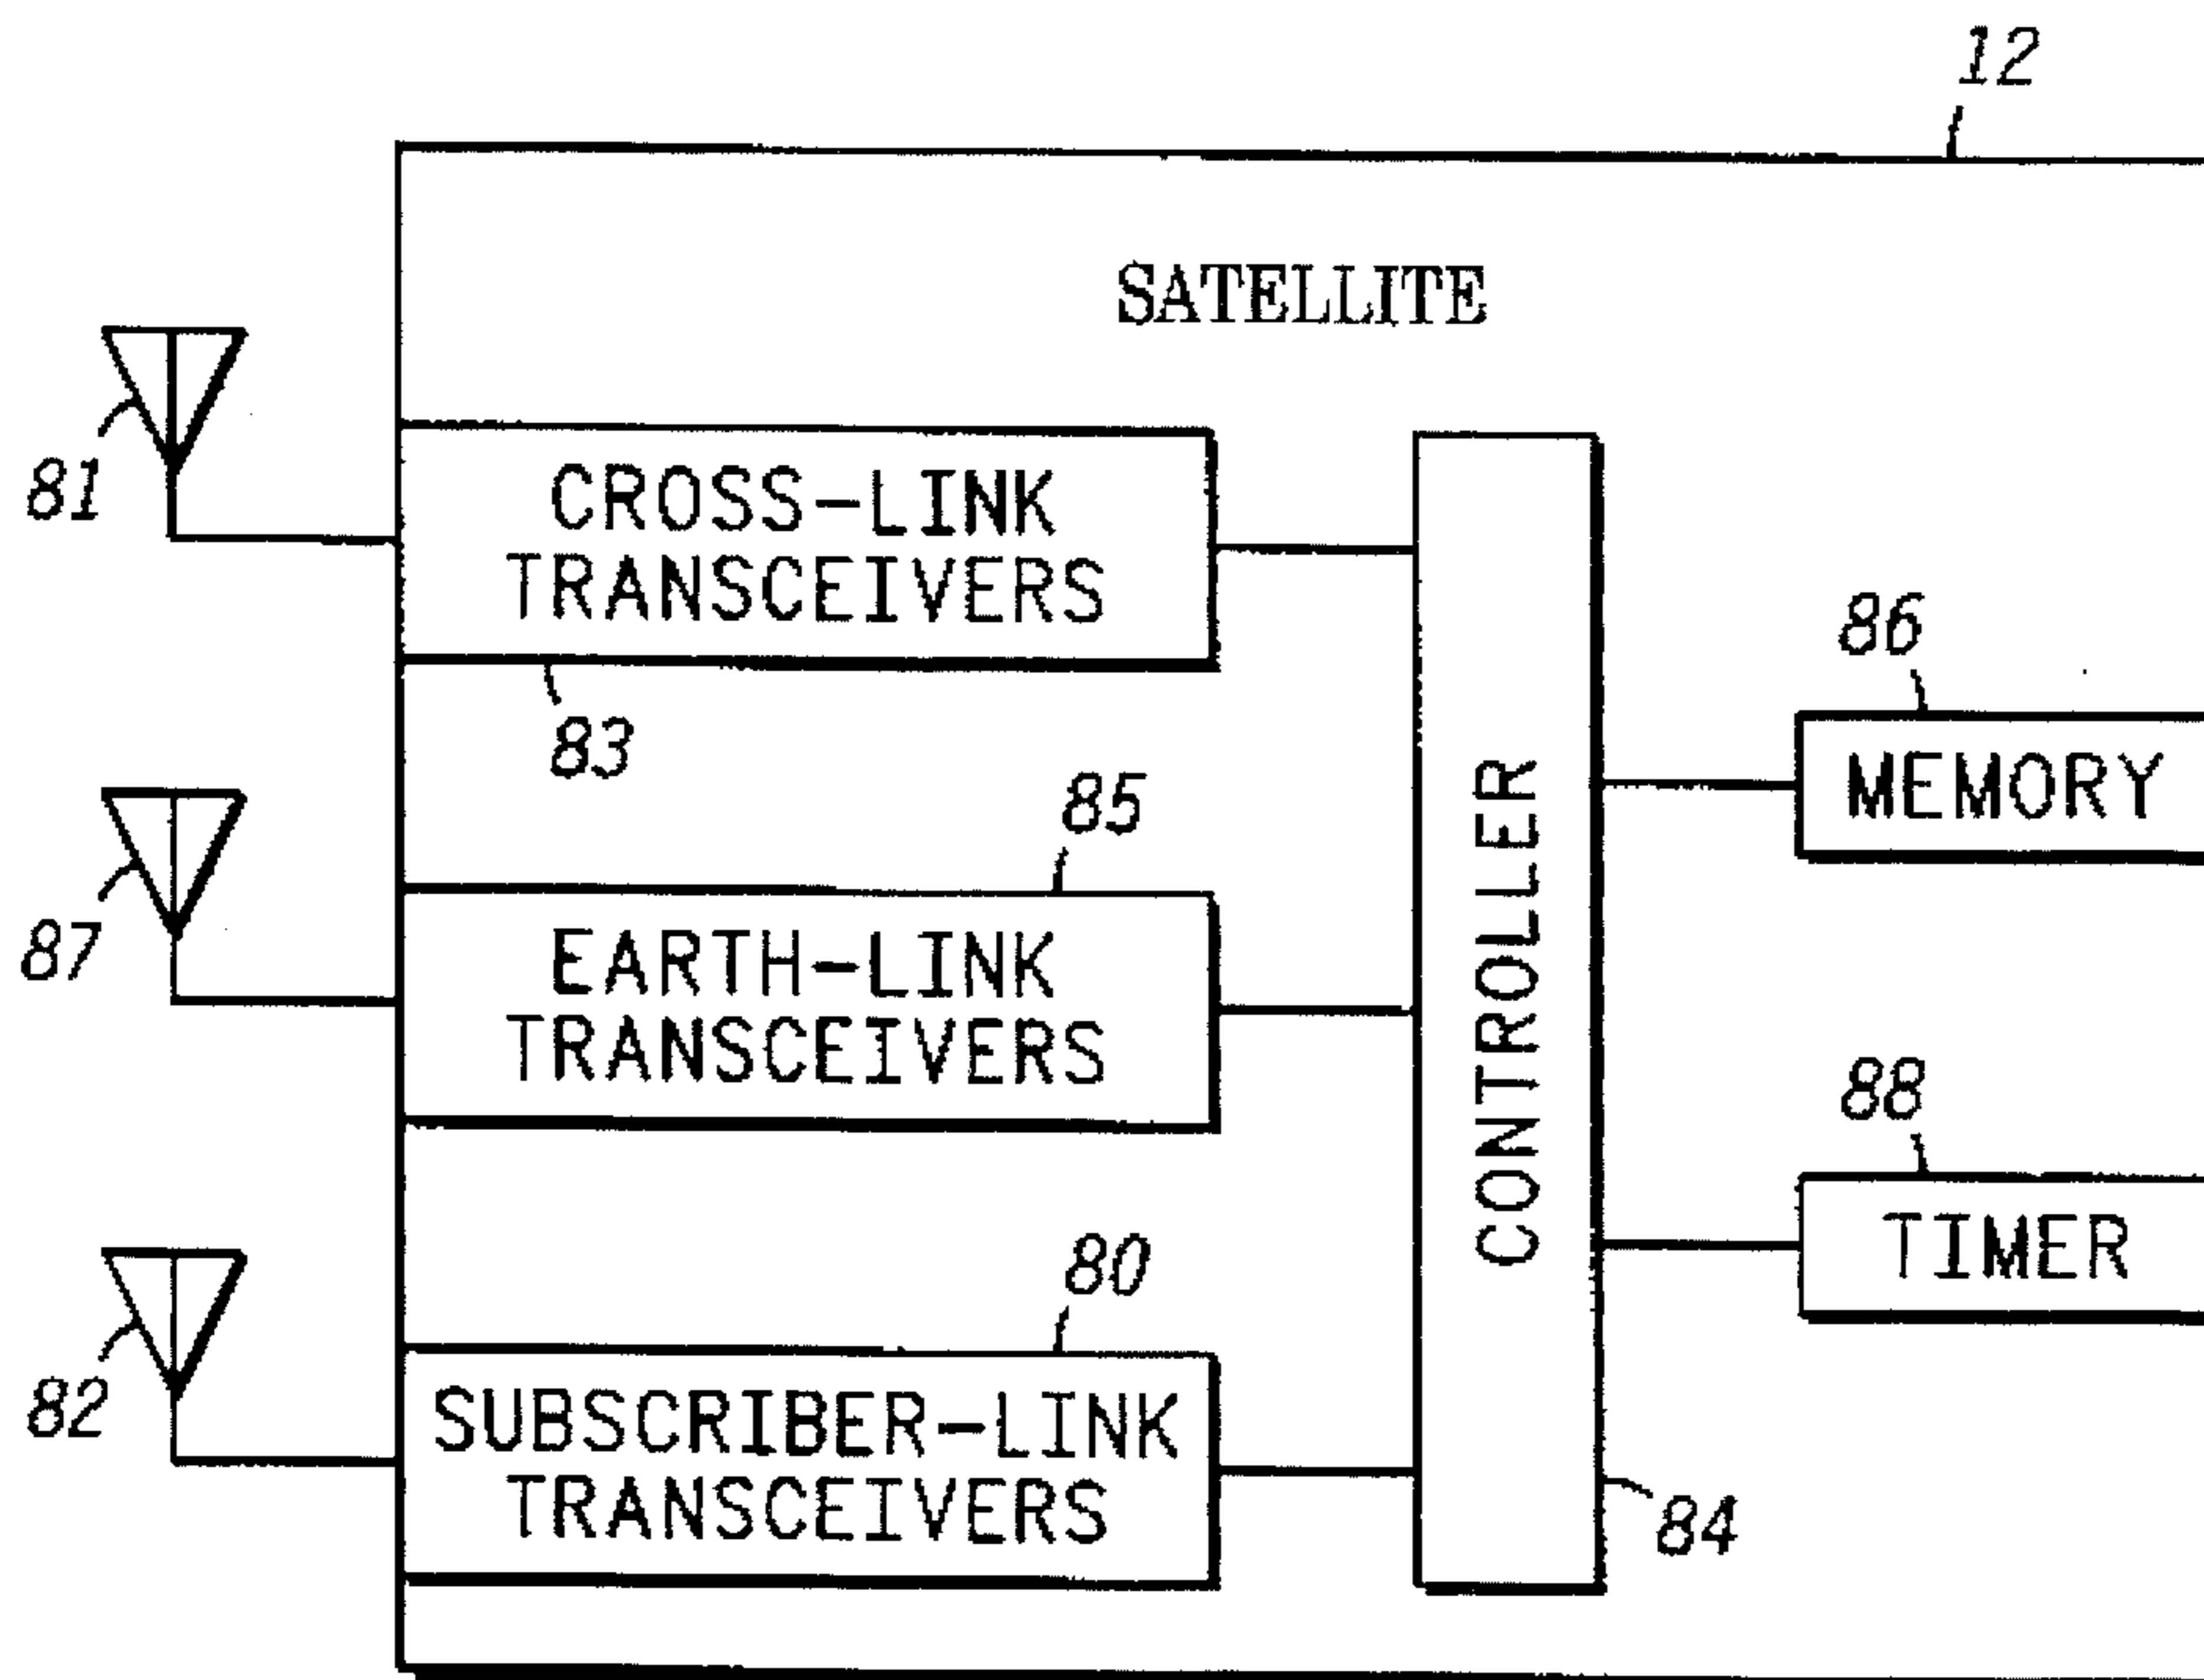 12
SATELLITE
81
CROSS-LINK
TRANSCEIVERS
83
86
MEMORY
85
87
EARTH-LINK
TRANSCEIVERS
CONTROLLER
88
TIMER
80
82
SUBSCRIBER-LINK
TRANSCEIVERS
84